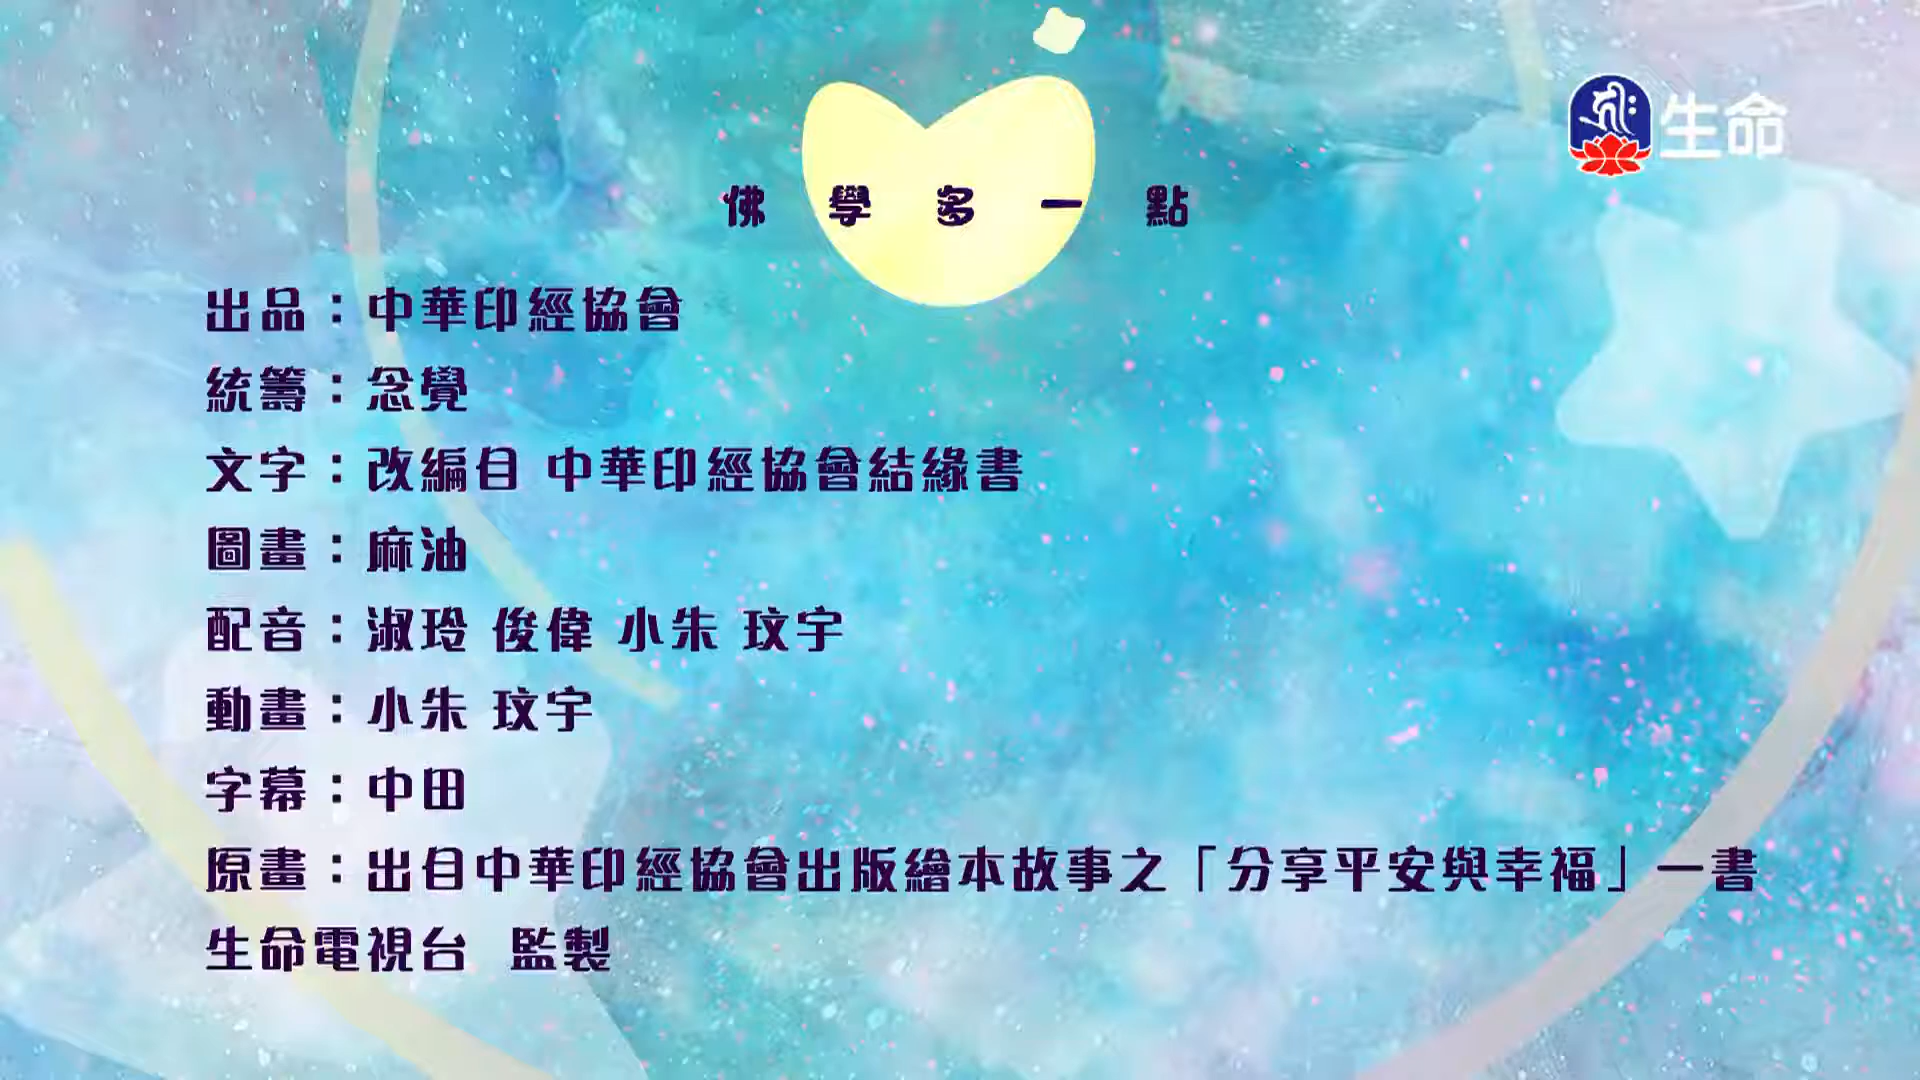 生命
佛學多一點
出品：中華印經協會
統籌：念覺
文字：改編自 中華印經協會結緣書
圖畫：麻油
配音：淑玲 俊偉 小朱 玟宇
動畫：小朱 玟宇
字幕：中田
原畫：出自中華印經協會出版繪本故事之「分享平安與幸福」一書
生命電視台 監製